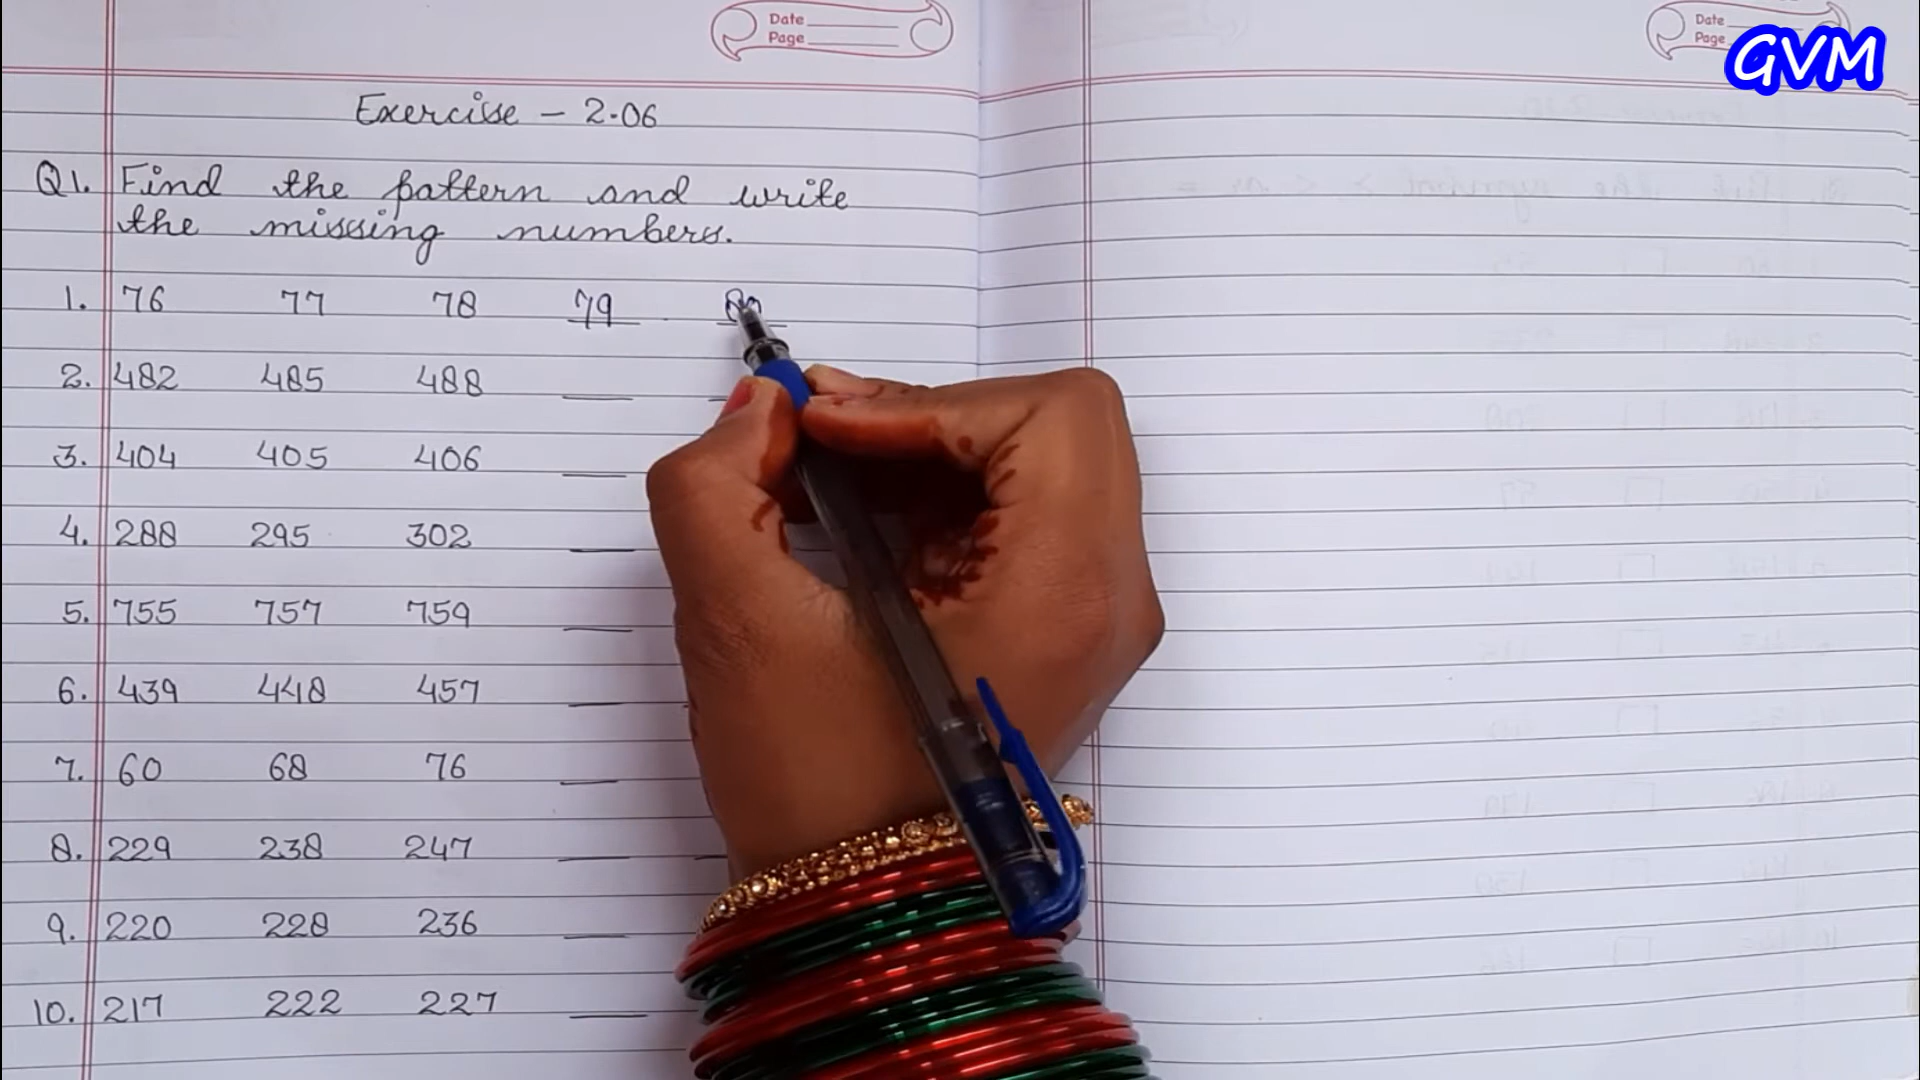 Date
Page
Date
Page
GVM
Exercise - 2.06
Q1. Find the pattern and write
the missing numbers.
1. 76 77 78 79 80
2. 482 485 488
3. 404 405 406
4. 288 295 302
5. 755 757 759
6. 439 448 457
7. 60 68 76
8. 229 238 247
9. 220 228 236
10. 217 222 227